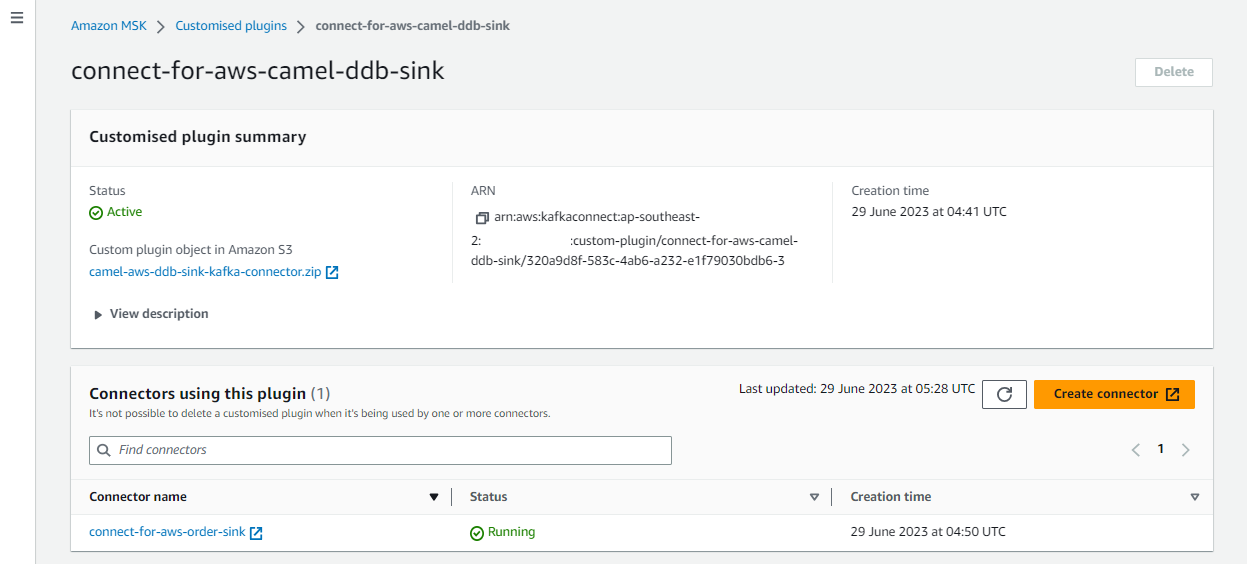 Amazon MSK > Customised plugins > connect-for-aws-camel-ddb-sink
connect-for-aws-camel-ddb-sink
Delete
Customised plugin summary
Status
Active
Custom plugin object in Amazon S3
camel-aws-ddb-sink-kafka-connector.zip
View description
ARN
arn:aws:kafkaconnect:ap-southeast-
2: :custom-plugin/connect-for-aws-camel-
ddb-sink/320a9d8f-583c-4ab6-a232-e1f79030bdb6-3
Creation time
29 June 2023 at 04:41 UTC
Connectors using this plugin (1)
It's not possible to delete a customised plugin when it's being used by one or more connectors.
Last updated: 29 June 2023 at 05:28 UTC
Create connector
Find connectors
1
Connector name Status Creation time
connect-for-aws-order-sink Running 29 June 2023 at 04:50 UTC